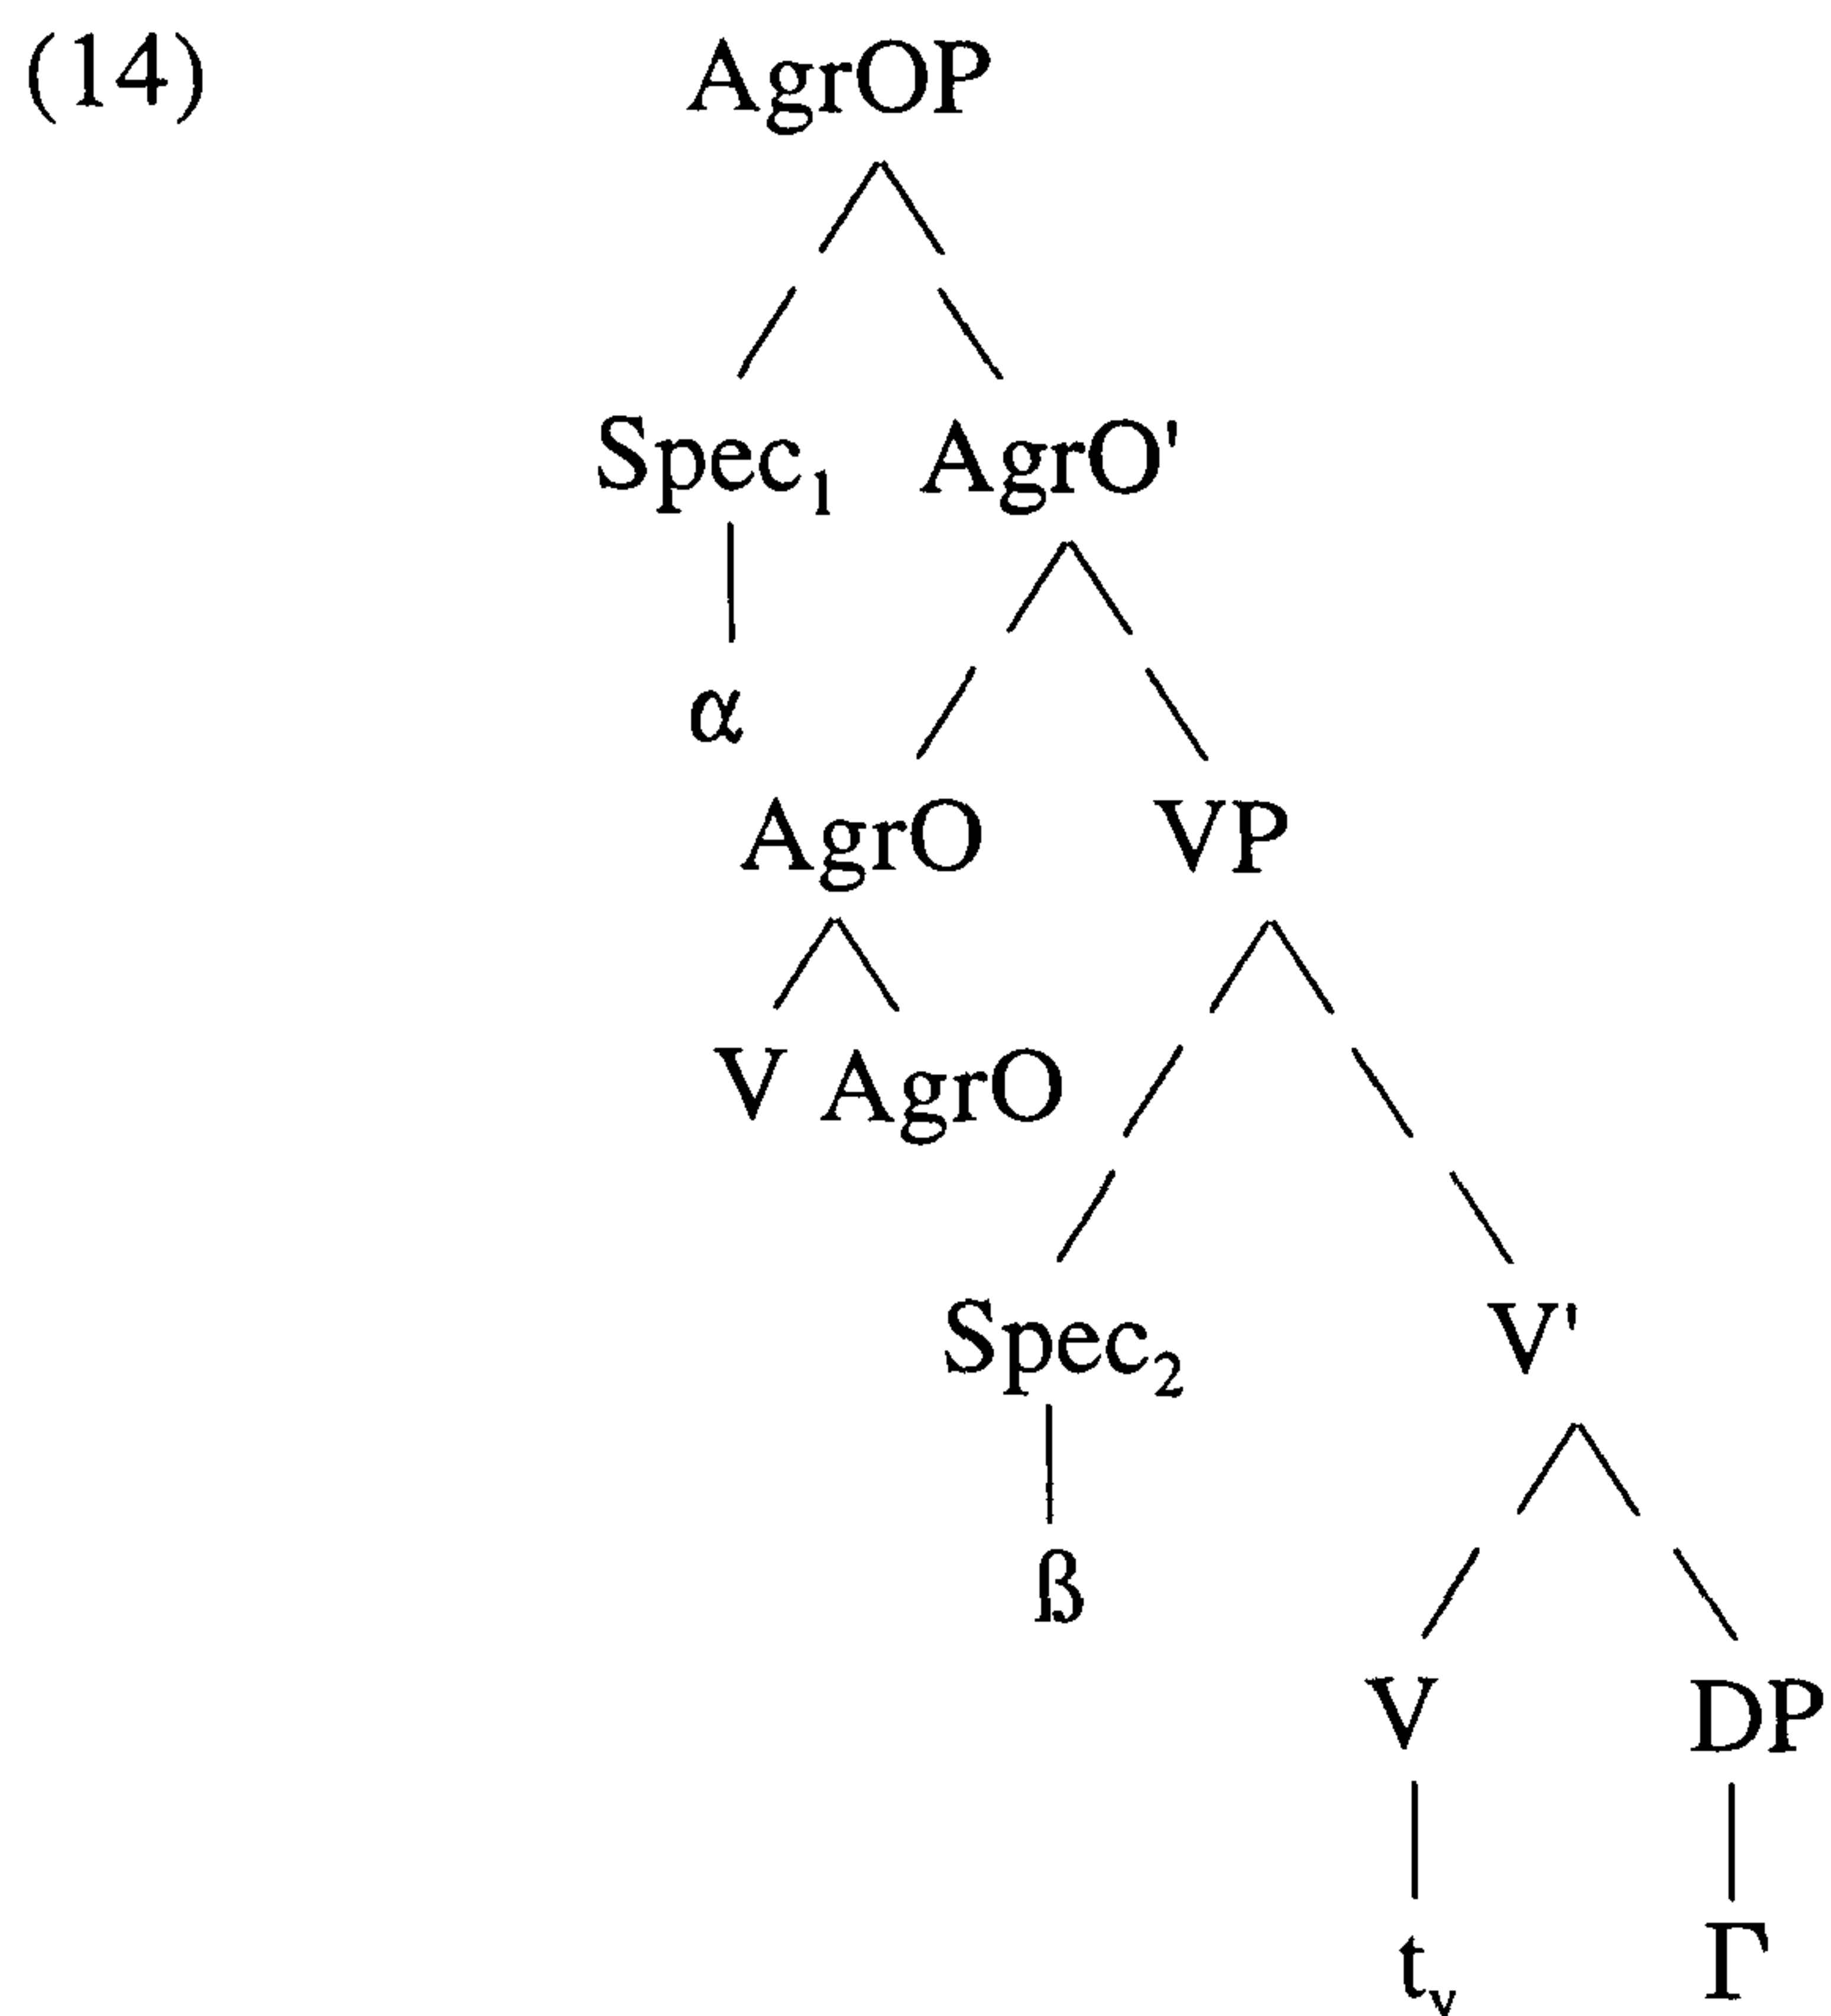 (14) AgrOP
Spec₁ AgrO'
α
AgrO VP
V AgrO
Spec₂ V'
ß
V DP
tᵥ Γ